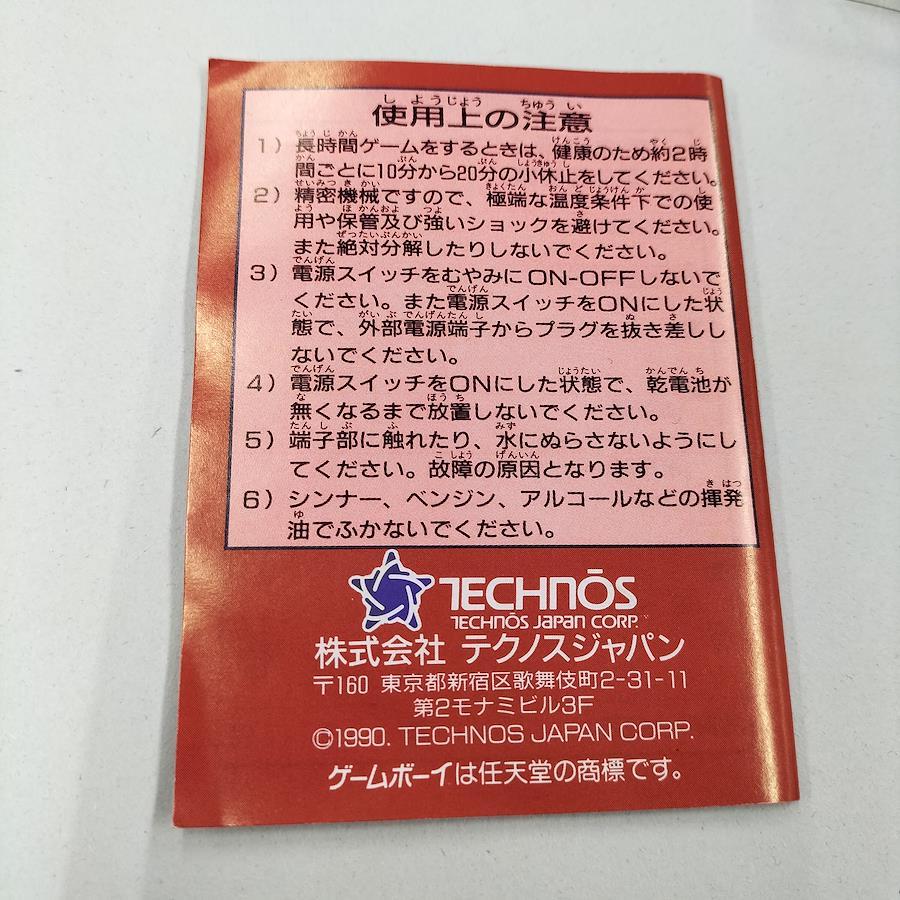 使用上の注意
1）長時間ゲームをするときは、健康のため約2時
間ごとに10分から20分の小休止をしてください。
2）精密機械ですので、極端な温度条件下での使
用や保管及び強いショックを避けてください。
また絶対分解したりしないでください。
3）電源スイッチをむやみにON-OFFしないで
ください。また電源スイッチをONにした状
態で、外部電源端子からプラグを抜き差しし
ないでください。
4）電源スイッチをONにした状態で、乾電池が
無くなるまで放置しないでください。
5）端子部に触れたり、水にぬらさないようにし
てください。故障の原因となります。
6）シンナー、ベンジン、アルコールなどの揮発
油でふかないでください。
TECHNŌS
TECHNŌS JAPAN CORP.
株式会社 テクノスジャパン
〒160 東京都新宿区歌舞伎町2-31-11
第2モナミビル3F
©1990. TECHNOS JAPAN CORP.
ゲームボーイは任天堂の商標です。